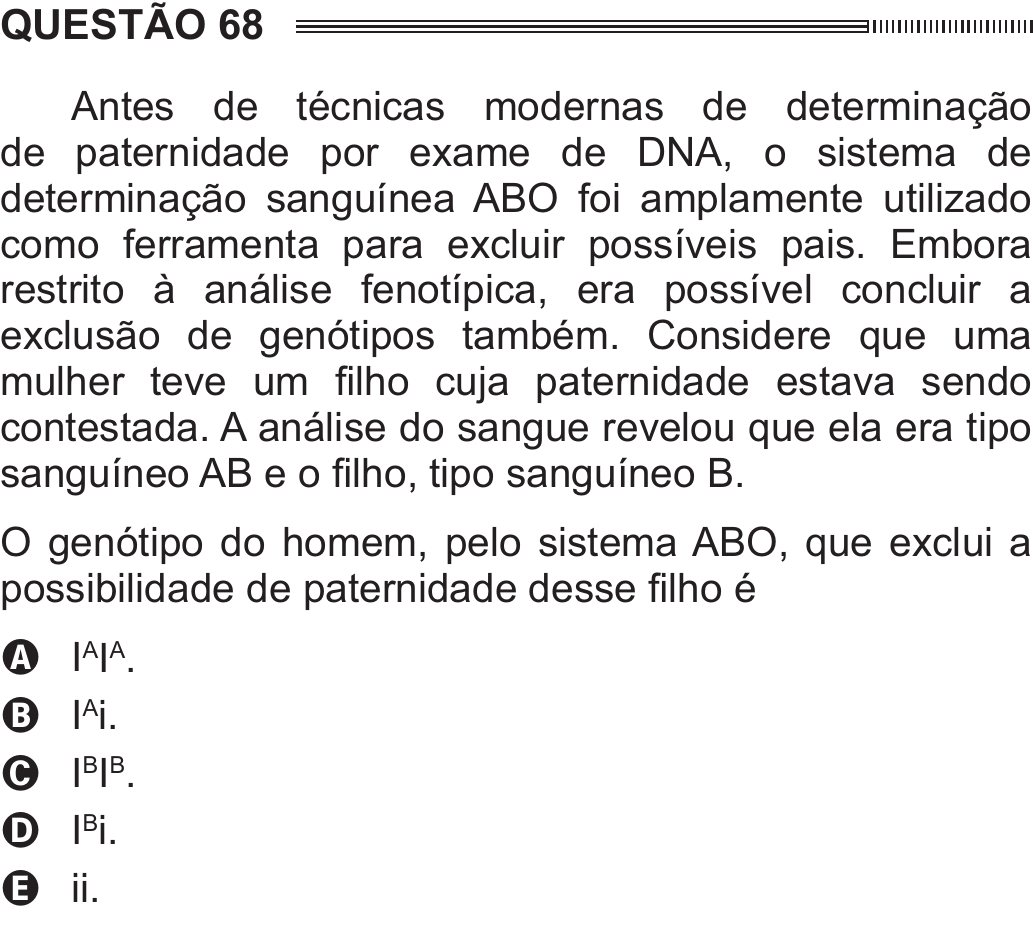 QUESTÃO 68
Antes de técnicas modernas de determinação
de paternidade por exame de DNA, o sistema de
determinação sanguínea ABO foi amplamente utilizado
como ferramenta para excluir possíveis pais. Embora
restrito à análise fenotípica, era possível concluir a
exclusão de genótipos também. Considere que uma
mulher teve um filho cuja paternidade estava sendo
contestada. A análise do sangue revelou que ela era tipo
sanguíneo AB e o filho, tipo sanguíneo B.
O genótipo do homem, pelo sistema ABO, que exclui a
possibilidade de paternidade desse filho é
A IᴬIᴬ.
B Iᴬi.
C IᴮIᴮ.
D Iᴮi.
E ii.